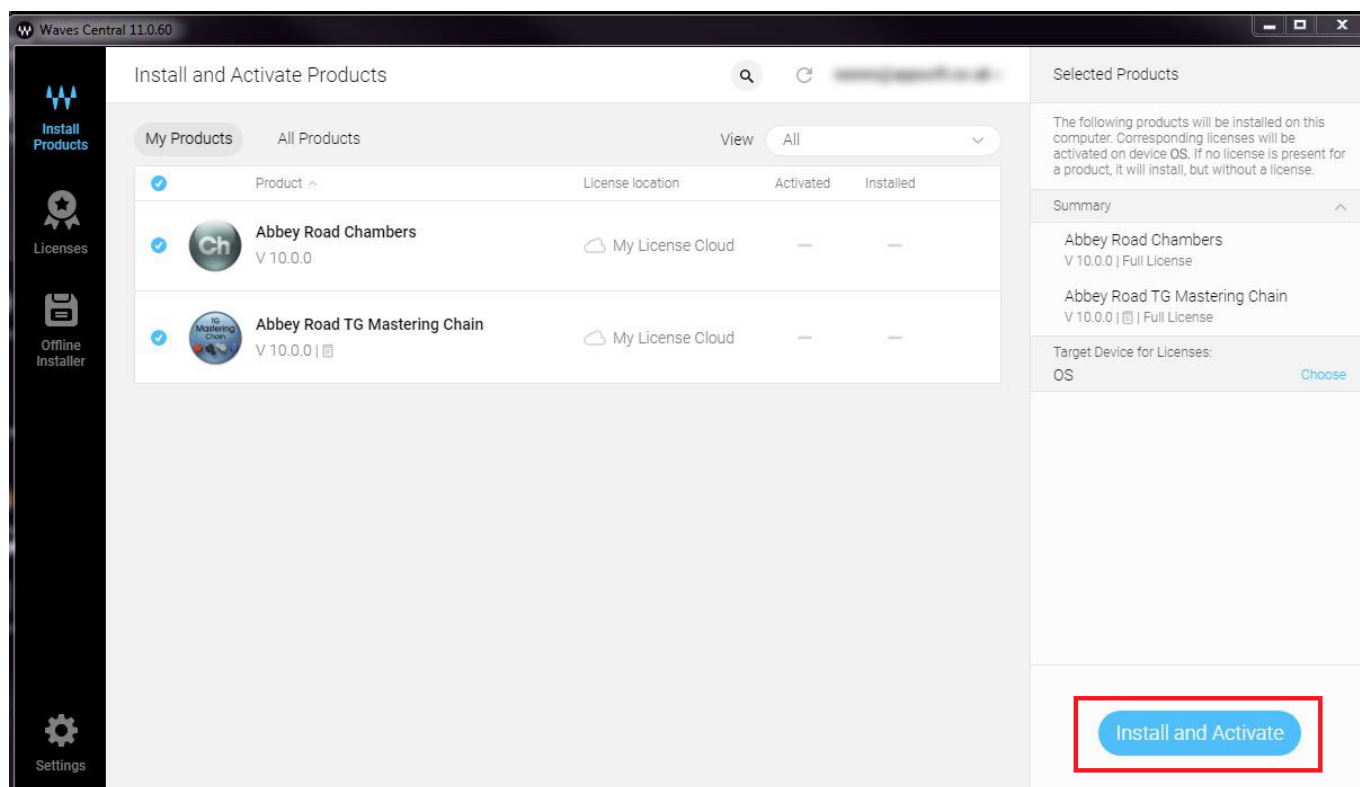 Waves Central 11.0.60
Install
Products
Licenses
Offline
Installer
Settings
Install and Activate Products
My Products All Products View All
Product License location Activated Installed
Ch
Abbey Road Chambers
V 10.0.0
My License Cloud — —
TG
Mastering
Chain
Abbey Road TG Mastering Chain
V 10.0.0 |
My License Cloud — —
Selected Products
The following products will be installed on this
computer. Corresponding licenses will be
activated on device OS. If no license is present for
a product, it will install, but without a license.
Summary
Abbey Road Chambers
V 10.0.0 | Full License
Abbey Road TG Mastering Chain
V 10.0.0 | | Full License
Target Device for Licenses:
OS Choose
Install and Activate